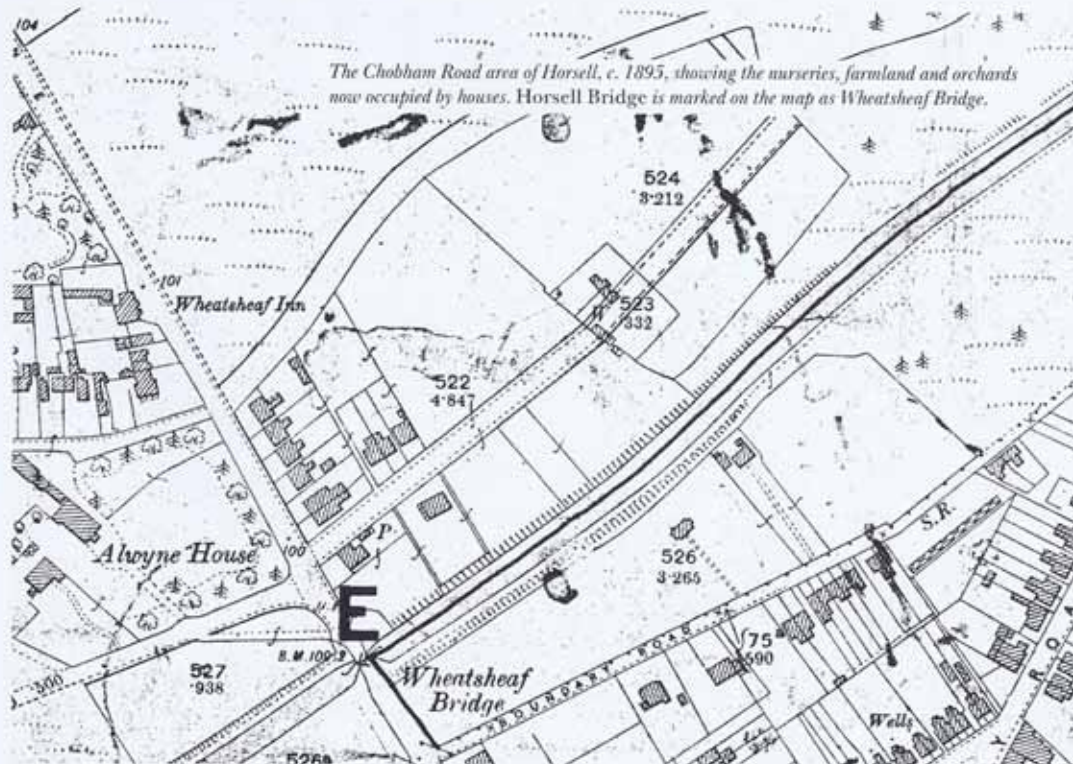 104
The Chobham Road area of Horsell, c. 1895, showing the nurseries, farmland and orchards
now occupied by houses. Horsell Bridge is marked on the map as Wheatsheaf Bridge.
524
3·212
101
Wheatsheaf Inn
523
·332
522
4·847
100
P
S.R.
Alwyne House
526
3·265
E
75
·590
B.M. 109·2
BOUNDARY ROAD
527
·938
Wheatsheaf
Bridge
Wells
526a